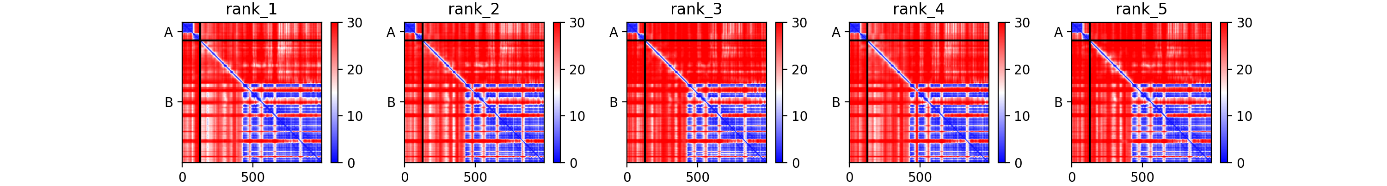 rank_1 rank_2 rank_3 rank_4 rank_5
A 30 A 30 A 30 A 30 A 30
20 20 20 20 20
B 10 B 10 B 10 B 10 B 10
0 0 0 0 0
0 500 0 500 0 500 0 500 0 500